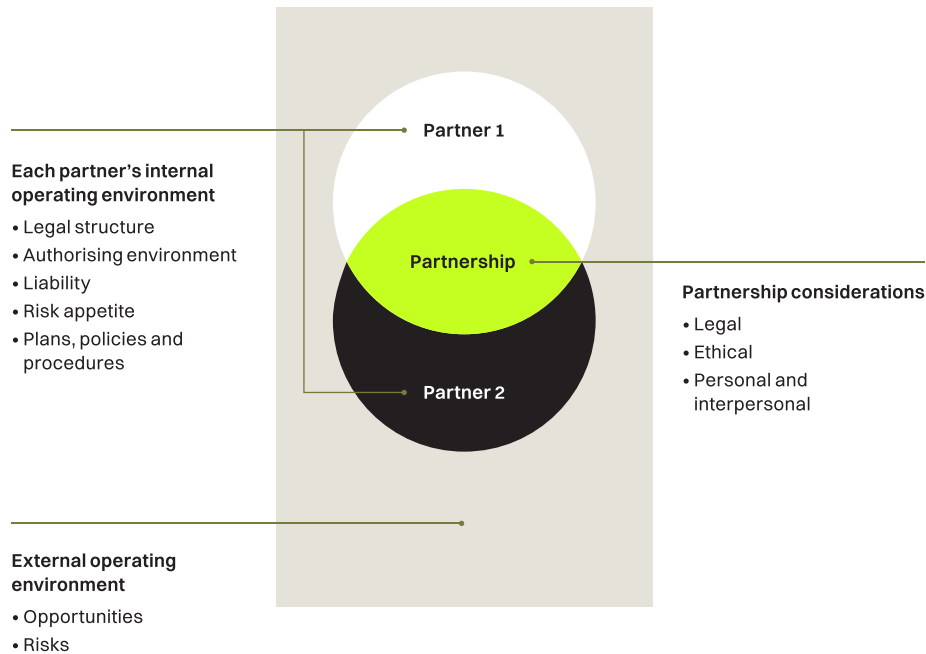 Partner 1
Each partner’s internal
operating environment
• Legal structure
• Authorising environment
• Liability
• Risk appetite
• Plans, policies and
procedures
Partnership
Partnership considerations
• Legal
• Ethical
• Personal and
interpersonal
Partner 2
External operating
environment
• Opportunities
• Risks